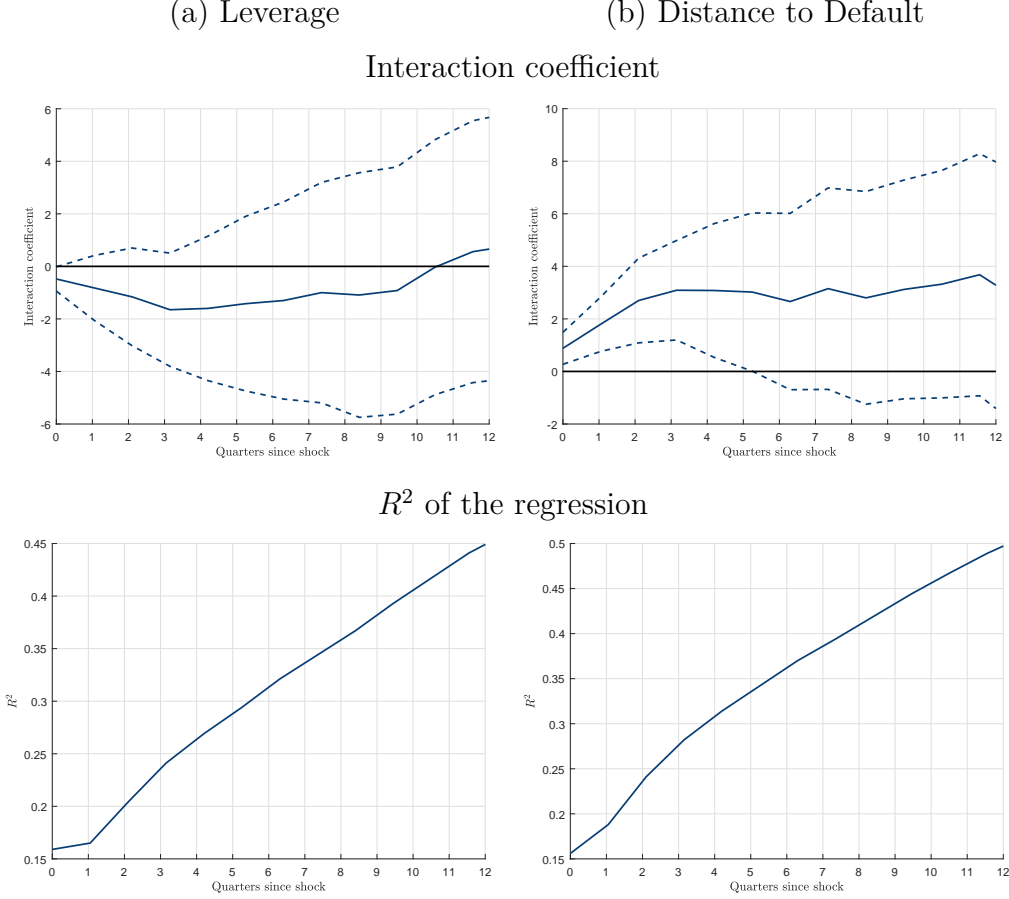 (a) Leverage
(b) Distance to Default
Interaction coefficient
6
4
2
0
-2
-4
-6
Interaction coefficient
0 1 2 3 4 5 6 7 8 9 10 11 12
Quarters since shock
10
8
6
4
2
0
-2
Interaction coefficient
0 1 2 3 4 5 6 7 8 9 10 11 12
Quarters since shock
R² of the regression
0.45
0.4
0.35
0.3
0.25
0.2
0.15
R²
0 1 2 3 4 5 6 7 8 9 10 11 12
Quarters since shock
0.5
0.45
0.4
0.35
0.3
0.25
0.2
0.15
R²
0 1 2 3 4 5 6 7 8 9 10 11 12
Quarters since shock